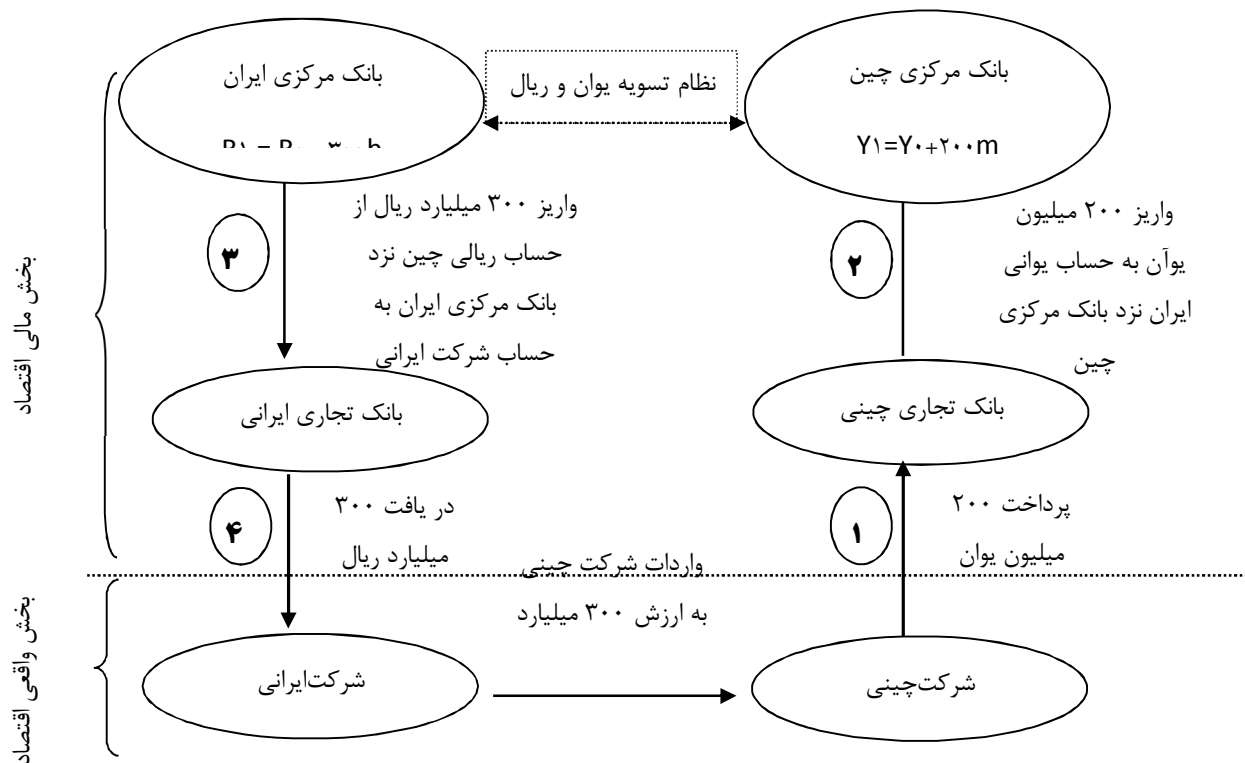 بانک مرکزی ایران
نظام تسویه یوان و ریال
بانک مرکزی چین
Y۱=Y۰+۲۰۰m
واریز ۳۰۰ میلیارد ریال از
حساب ریالی چین نزد
بانک مرکزی ایران به
حساب شرکت ایرانی
۳
واریز ۲۰۰ میلیون
یوآن به حساب یوانی
ایران نزد بانک مرکزی
چین
۲
بخش مالی اقتصاد
بانک تجاری ایرانی
بانک تجاری چینی
۴
در یافت ۳۰۰
میلیارد ریال
۱
پرداخت ۲۰۰
میلیون یوان
واردات شرکت چینی
به ارزش ۳۰۰ میلیارد
بخش واقعی اقتصاد
شرکت‌ایرانی
شرکت‌چینی